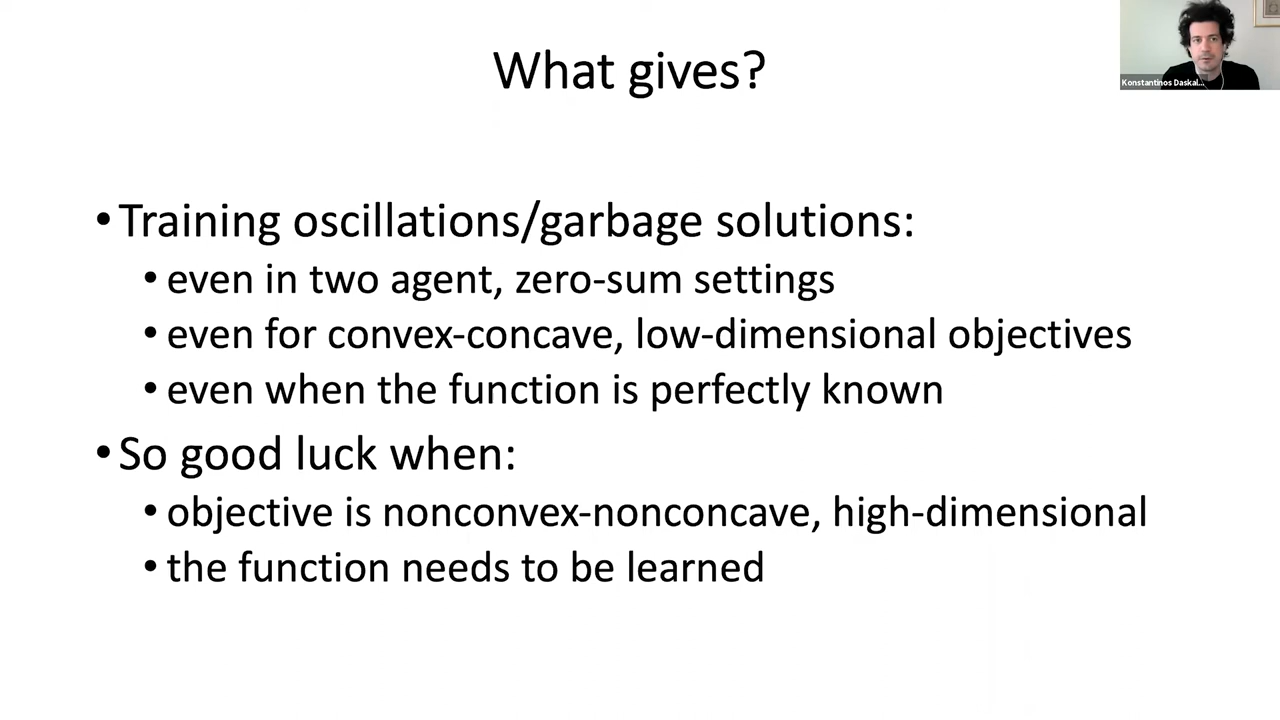 What gives?
Konstantinos Daskal...
• Training oscillations/garbage solutions:
• even in two agent, zero-sum settings
• even for convex-concave, low-dimensional objectives
• even when the function is perfectly known
• So good luck when:
• objective is nonconvex-nonconcave, high-dimensional
• the function needs to be learned